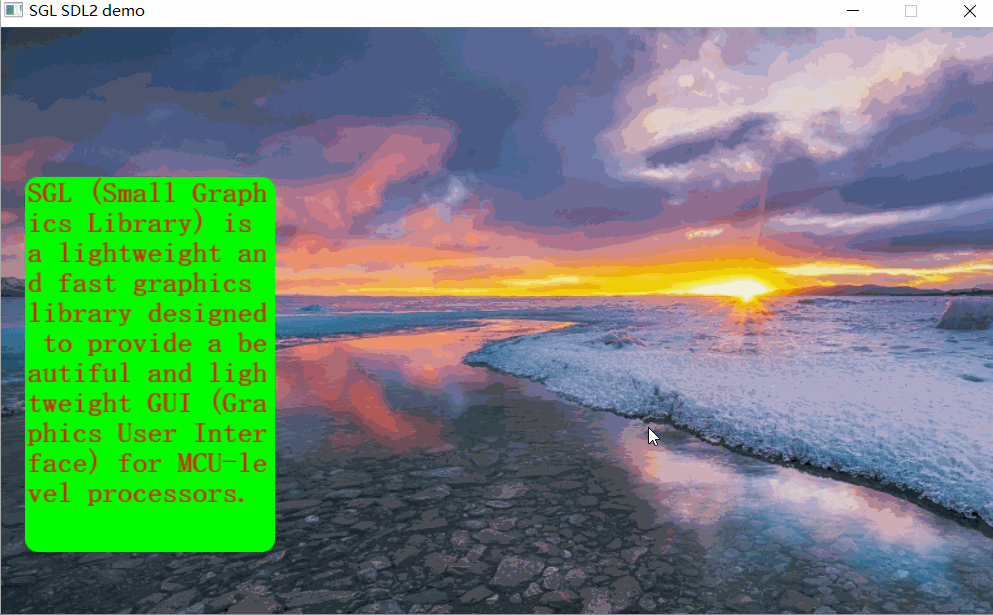 SGL SDL2 demo
SGL (Small Graph
ics Library) is
a lightweight an
d fast graphics
library designed
to provide a be
autiful and ligh
tweight GUI (Gra
phics User Inter
face) for MCU-le
vel processors.